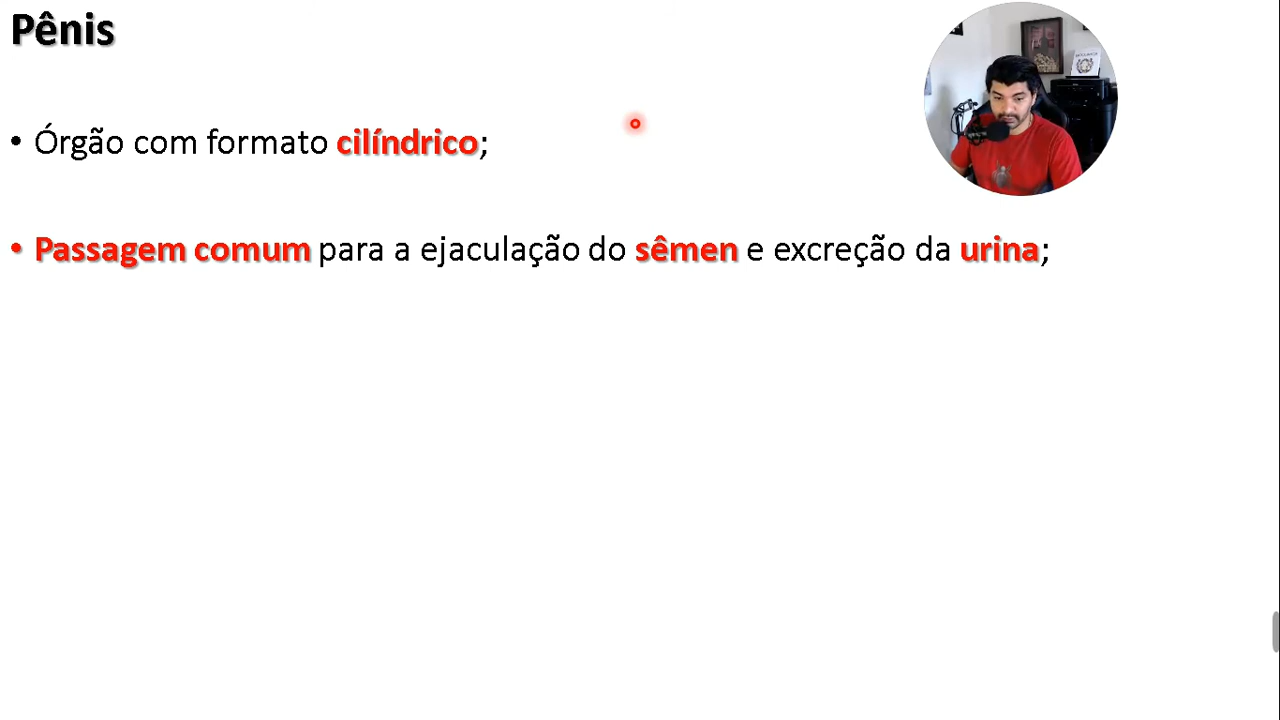 Pênis
• Órgão com formato cilíndrico;
• Passagem comum para a ejaculação do sêmen e excreção da urina;